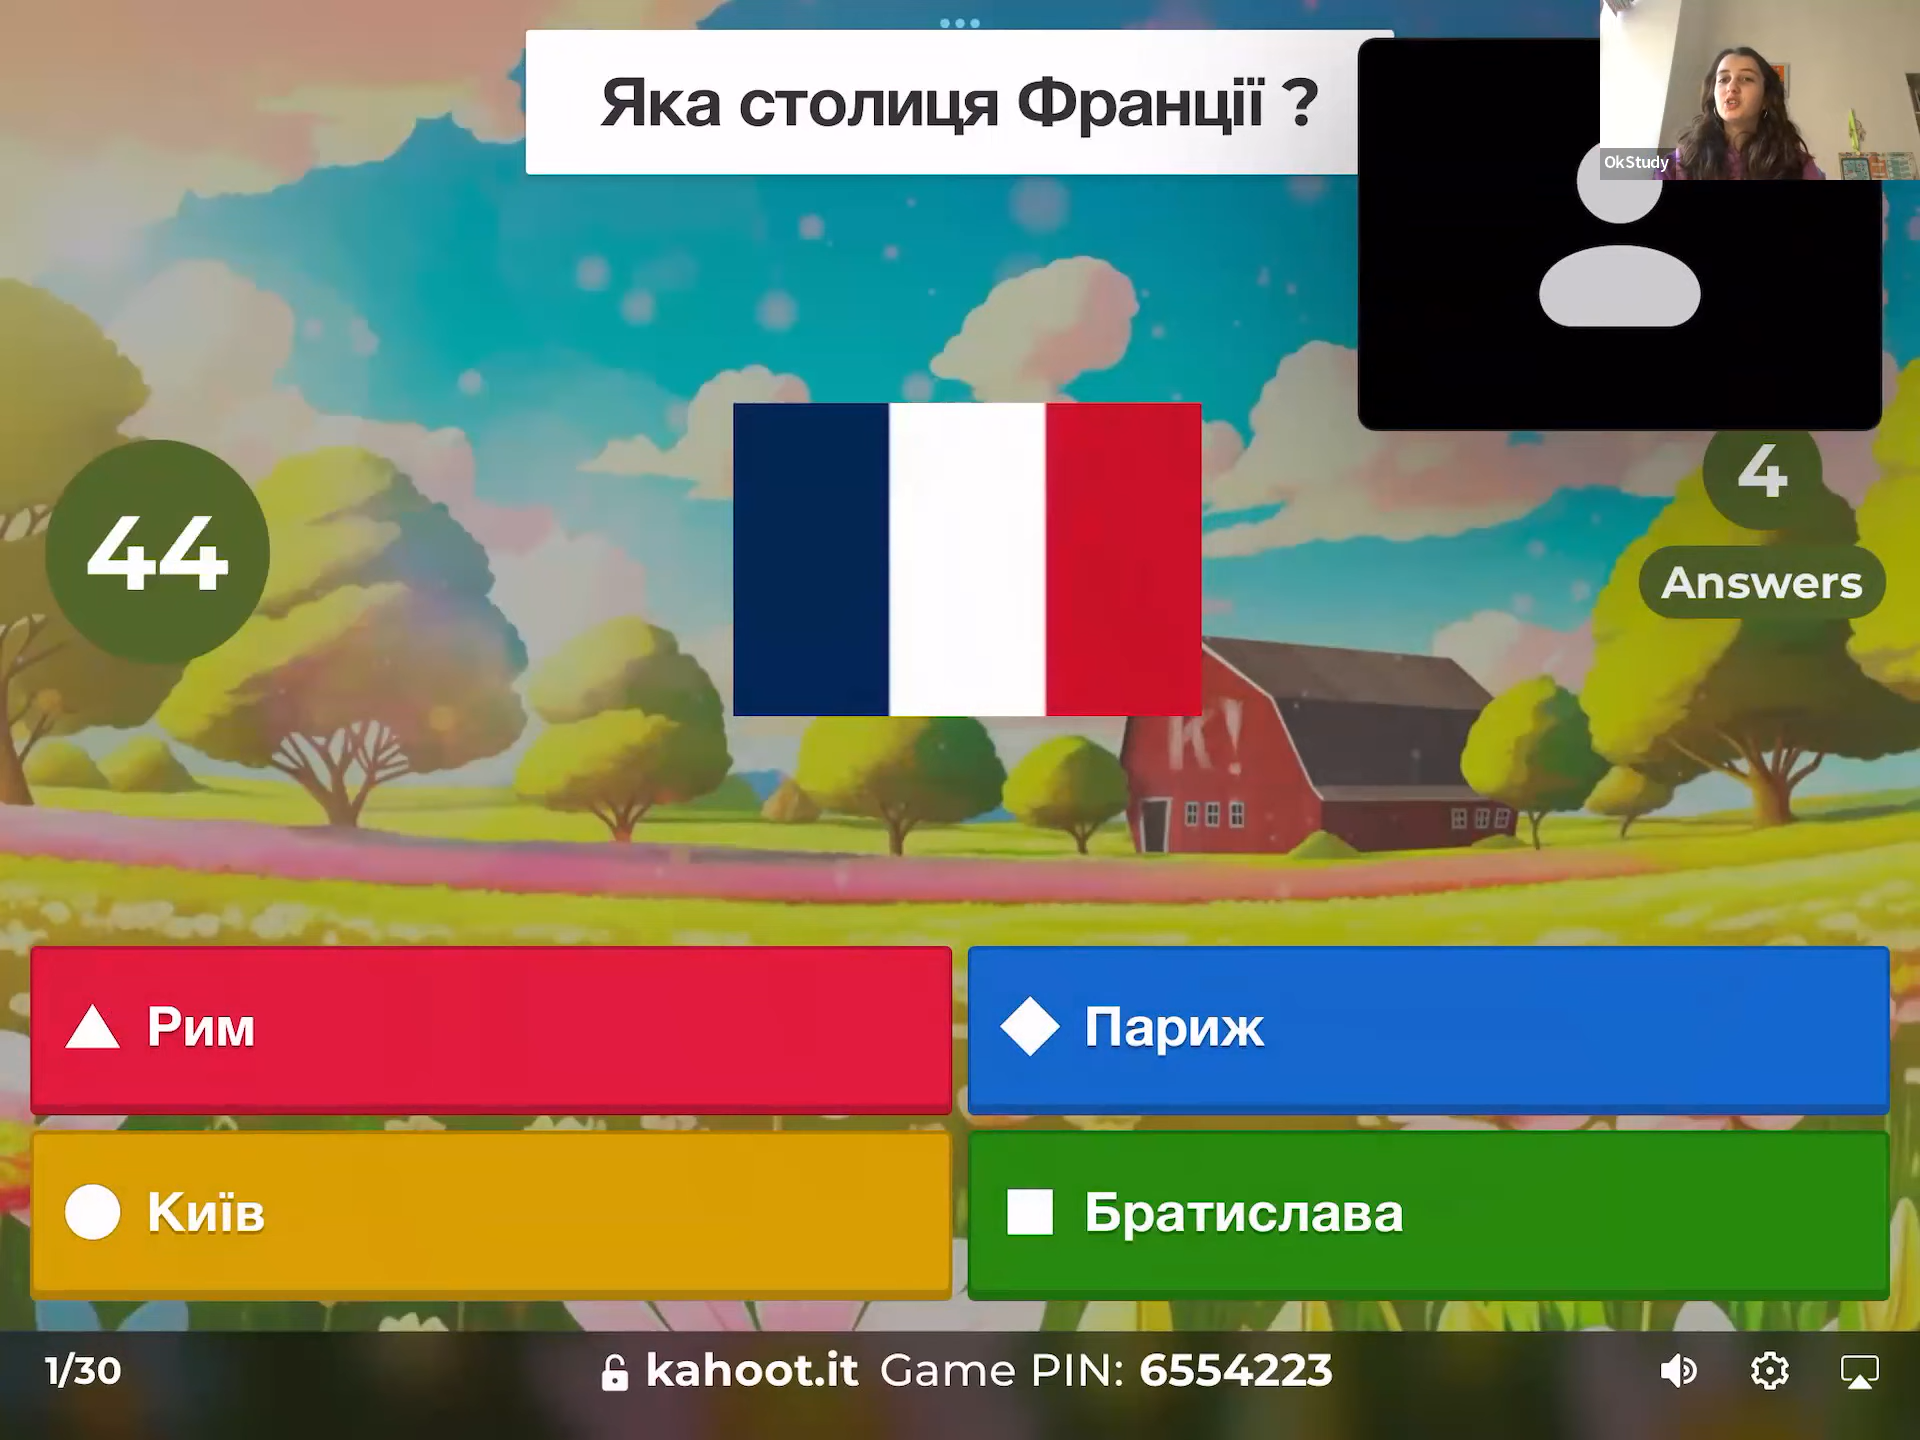 Яка столиця Франції ?
OkStudy
44
4
Answers
K!
Рим
Париж
Київ
Братислава
1/30
kahoot.it Game PIN: 6554223